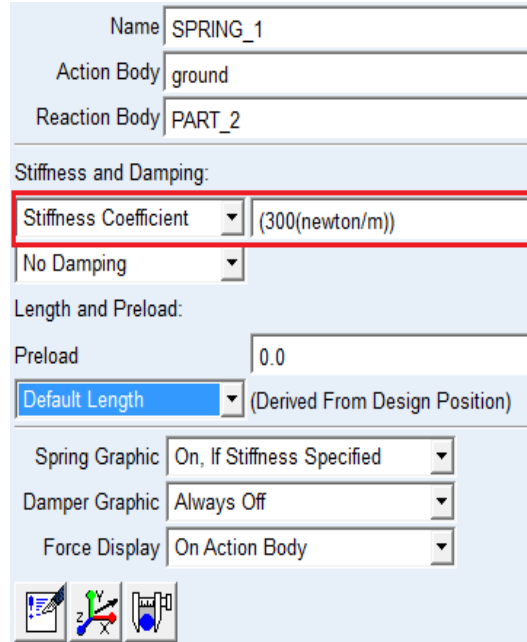 Name SPRING_1
Action Body ground
Reaction Body PART_2
Stiffness and Damping:
Stiffness Coefficient (300(newton/m))
No Damping
Length and Preload:
Preload 0.0
Default Length (Derived From Design Position)
Spring Graphic On, If Stiffness Specified
Damper Graphic Always Off
Force Display On Action Body
Y
Z X